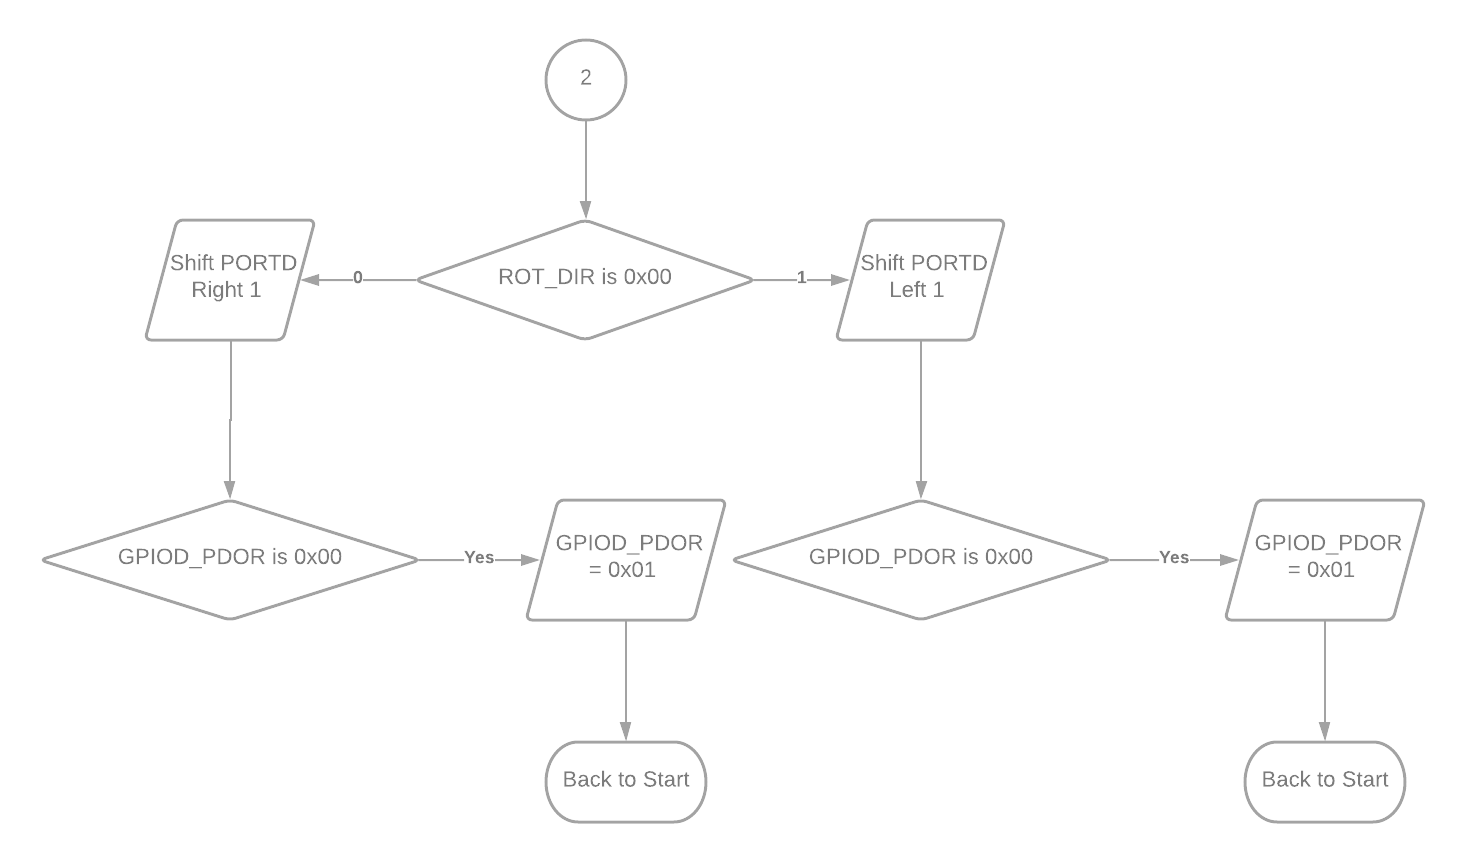 2
Shift PORTD
Right 1
0
ROT_DIR is 0x00
1
Shift PORTD
Left 1
GPIOD_PDOR is 0x00
Yes
GPIOD_PDOR
= 0x01
GPIOD_PDOR is 0x00
Yes
GPIOD_PDOR
= 0x01
Back to Start
Back to Start